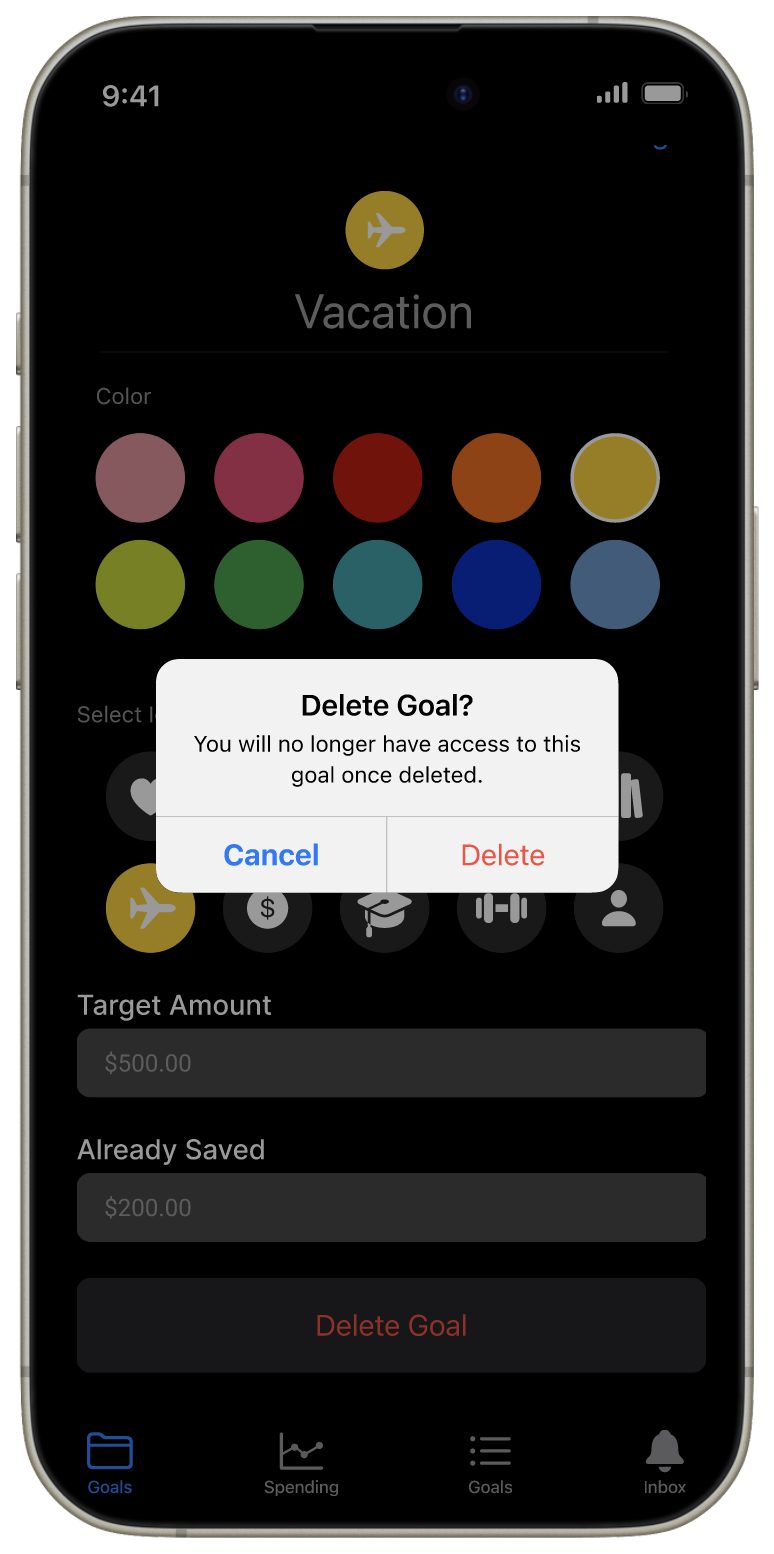 9:41
Vacation
Color
Select
Delete Goal?
You will no longer have access to this
goal once deleted.
Cancel
Delete
$
Target Amount
$500.00
Already Saved
$200.00
Delete Goal
Goals
Spending
Goals
Inbox